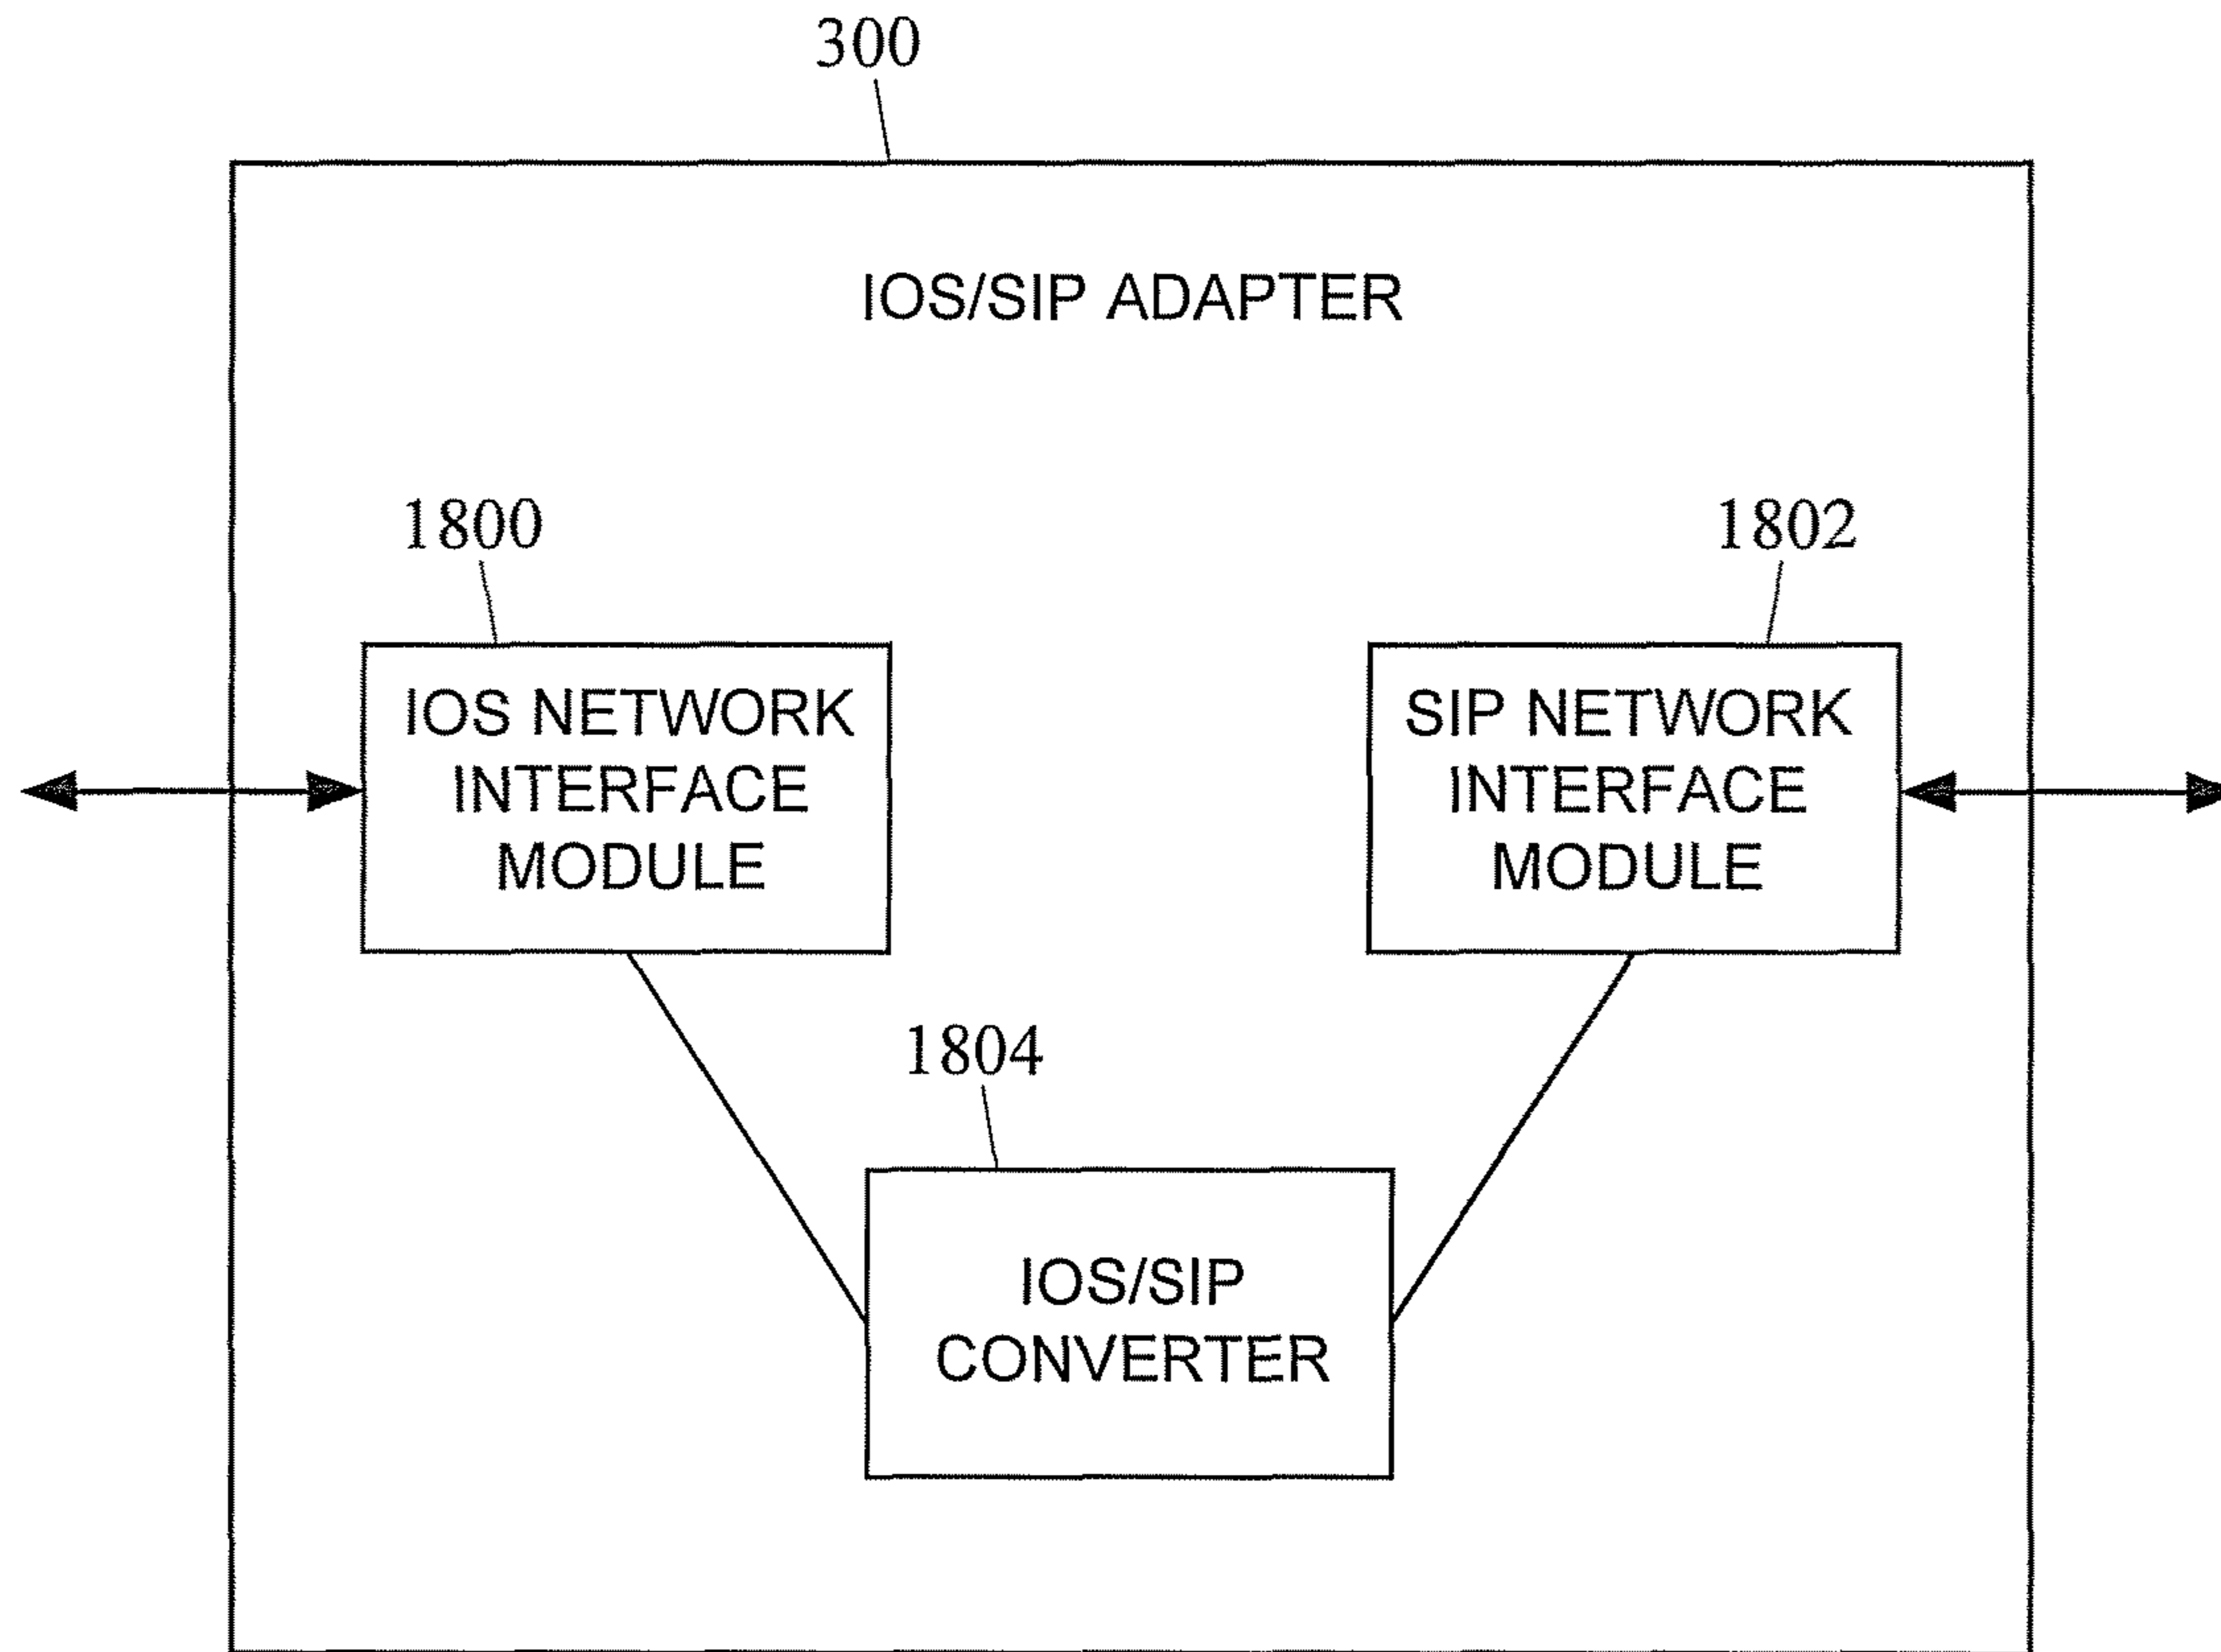 300
IOS/SIP ADAPTER
1800
1802
IOS NETWORK
INTERFACE
MODULE
SIP NETWORK
INTERFACE
MODULE
1804
IOS/SIP
CONVERTER